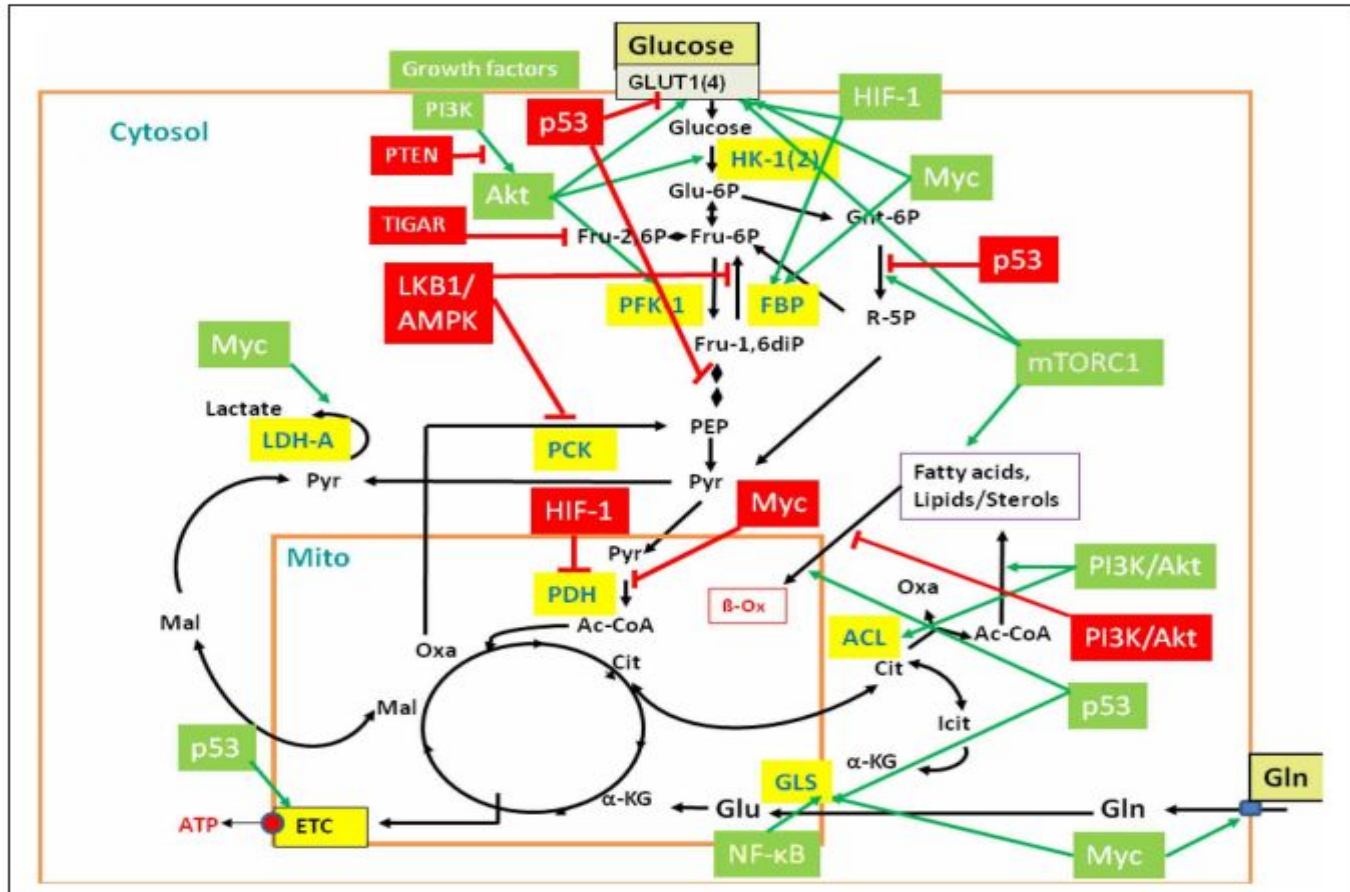 Glucose
GLUT1(4)
Growth factors
PI3K
HIF-1
Cytosol
p53
Glucose
PTEN
HK-1(2)
Myc
Akt
Glu-6P
Gnt-6P
TIGAR
Fru-2,6P
Fru-6P
p53
LKB1/
AMPK
PFK-1
FBP
R-5P
Myc
Fru-1,6diP
mTORC1
Lactate
LDH-A
PEP
PCK
Pyr
Pyr
Fatty acids,
Lipids/Sterols
HIF-1
Myc
Mito
Pyr
PDH
ß-Ox
Oxa
PI3K/Akt
Mal
Ac-CoA
Oxa
ACL
Ac-CoA
PI3K/Akt
Cit
Cit
Mal
p53
Icit
p53
α-KG
GLS
Gln
α-KG
Glu
Gln
ATP
ETC
NF-κB
Myc